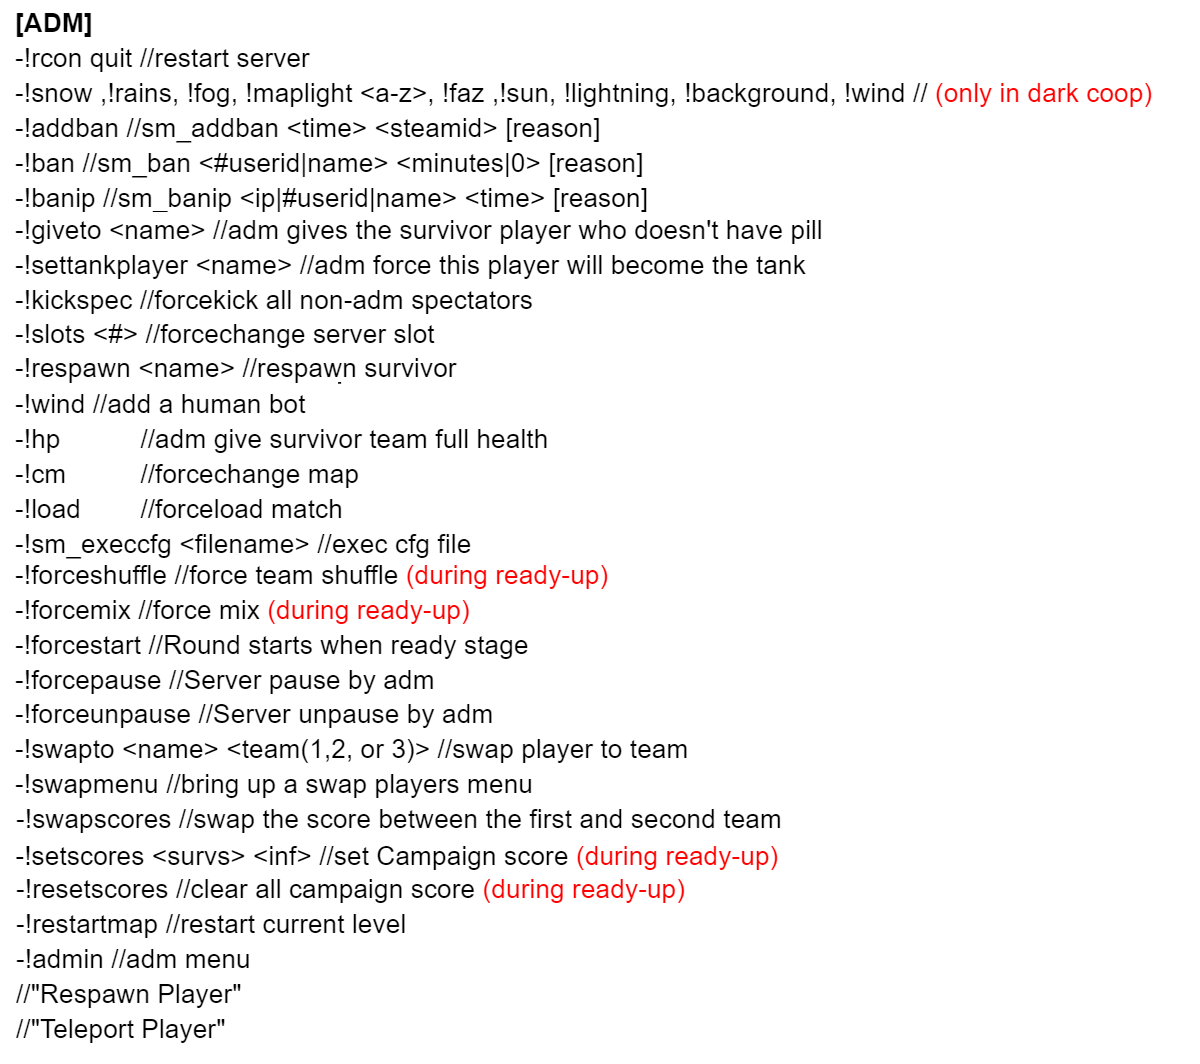 [ADM]
-!rcon quit //restart server
-!snow ,!rains, !fog, !maplight <a-z>, !faz ,!sun, !lightning, !background, !wind // (only in dark coop)
-!addban //sm_addban <time> <steamid> [reason]
-!ban //sm_ban <#userid|name> <minutes|0> [reason]
-!banip //sm_banip <ip|#userid|name> <time> [reason]
-!giveto <name> //adm gives the survivor player who doesn't have pill
-!settankplayer <name> //adm force this player will become the tank
-!kickspec //forcekick all non-adm spectators
-!slots <#> //forcechange server slot
-!respawn <name> //respawn survivor
-!wind //add a human bot
-!hp //adm give survivor team full health
-!cm //forcechange map
-!load //forceload match
-!sm_execcfg <filename> //exec cfg file
-!forceshuffle //force team shuffle (during ready-up)
-!forcemix //force mix (during ready-up)
-!forcestart //Round starts when ready stage
-!forcepause //Server pause by adm
-!forceunpause //Server unpause by adm
-!swapto <name> <team(1,2, or 3)> //swap player to team
-!swapmenu //bring up a swap players menu
-!swapscores //swap the score between the first and second team
-!setscores <survs> <inf> //set Campaign score (during ready-up)
-!resetscores //clear all campaign score (during ready-up)
-!restartmap //restart current level
-!admin //adm menu
//"Respawn Player"
//"Teleport Player"